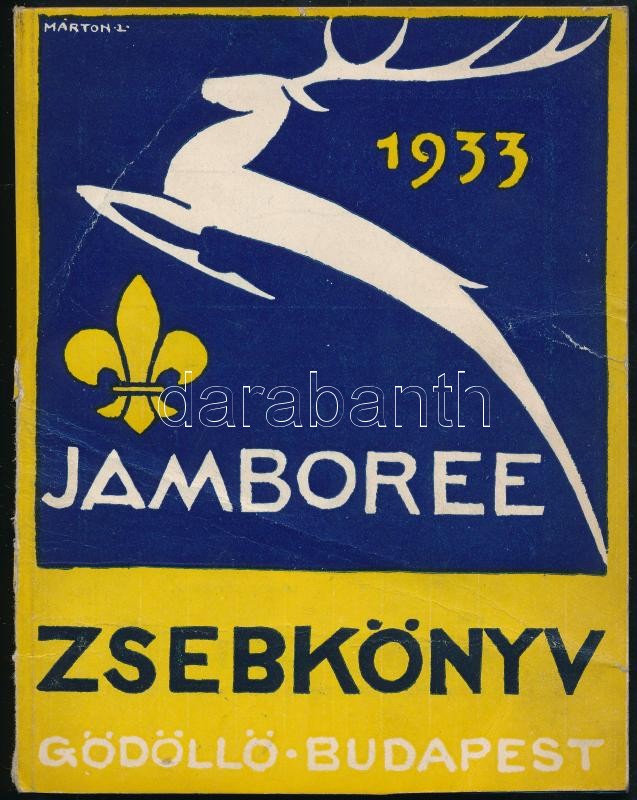 MÁRTON·L·
1933
darabanth
JAMBOREE
ZSEBKÖNYV
GÖDÖLLÖ·BUDAPEST